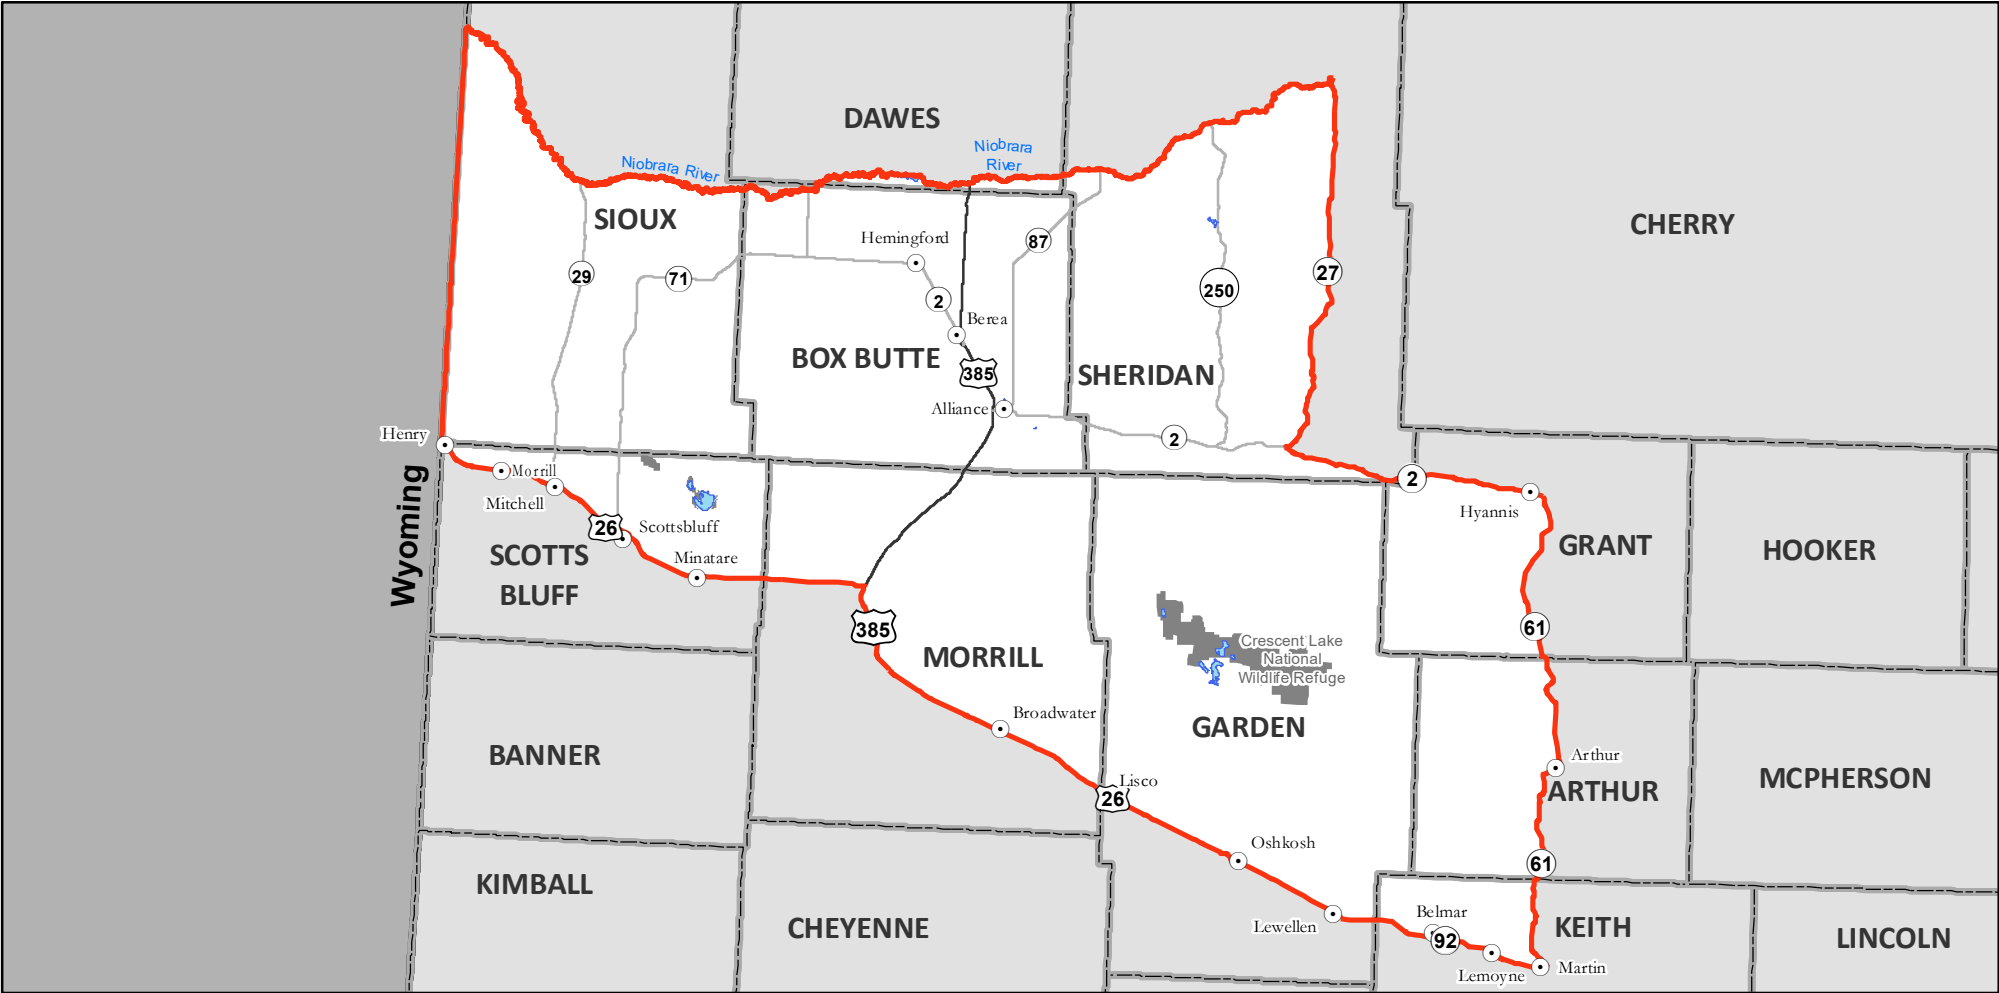 DAWES
Niobrara
River
Niobrara River
SIOUX
CHERRY
Hemingford
87
29
71
27
250
2
Berea
BOX BUTTE
385
SHERIDAN
Alliance
Henry
2
Morrill
2
Mitchell
Hyannis
Wyoming
26
Scottsbluff
SCOTTS
BLUFF
Minatare
GRANT
HOOKER
385
61
Crescent Lake
National
Wildlife Refuge
MORRILL
Broadwater
GARDEN
BANNER
Arthur
ARTHUR
MCPHERSON
Lisco
26
Oshkosh
61
KIMBALL
Belmar
CHEYENNE
Lewellen
92
KEITH
LINCOLN
Lemoyne
Martin